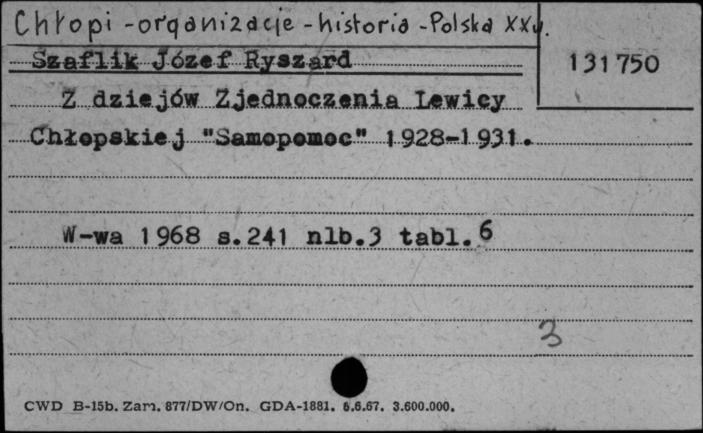 Chłopi - organizacje - historia - Polska XXw.
Szaflik Józef Ryszard
131750
Z dziejów Zjednoczenia Lewicy
Chłopskiej "Samopomoc" 1928-1931.
W-wa 1968 s.241 nlb.3 tabl.6
3
CWD B-15b. Zam. 877/DW/On. GDA-1881. 6.6.67. 3.600.000.